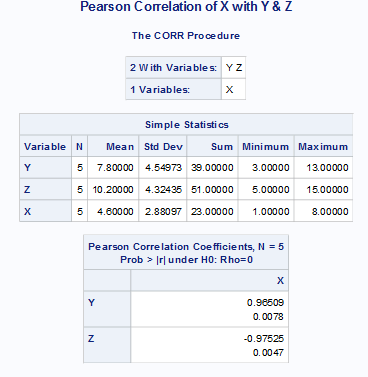 Pearson Correlation of X with Y & Z
The CORR Procedure
2 With Variables: Y Z
1 Variables: X
Simple Statistics
Variable N Mean Std Dev Sum Minimum Maximum
Y 5 7.80000 4.54973 39.00000 3.00000 13.00000
Z 5 10.20000 4.32435 51.00000 5.00000 15.00000
X 5 4.60000 2.88097 23.00000 1.00000 8.00000
Pearson Correlation Coefficients, N = 5
Prob > |r| under H0: Rho=0
X
Y 0.96509
0.0078
Z -0.97525
0.0047